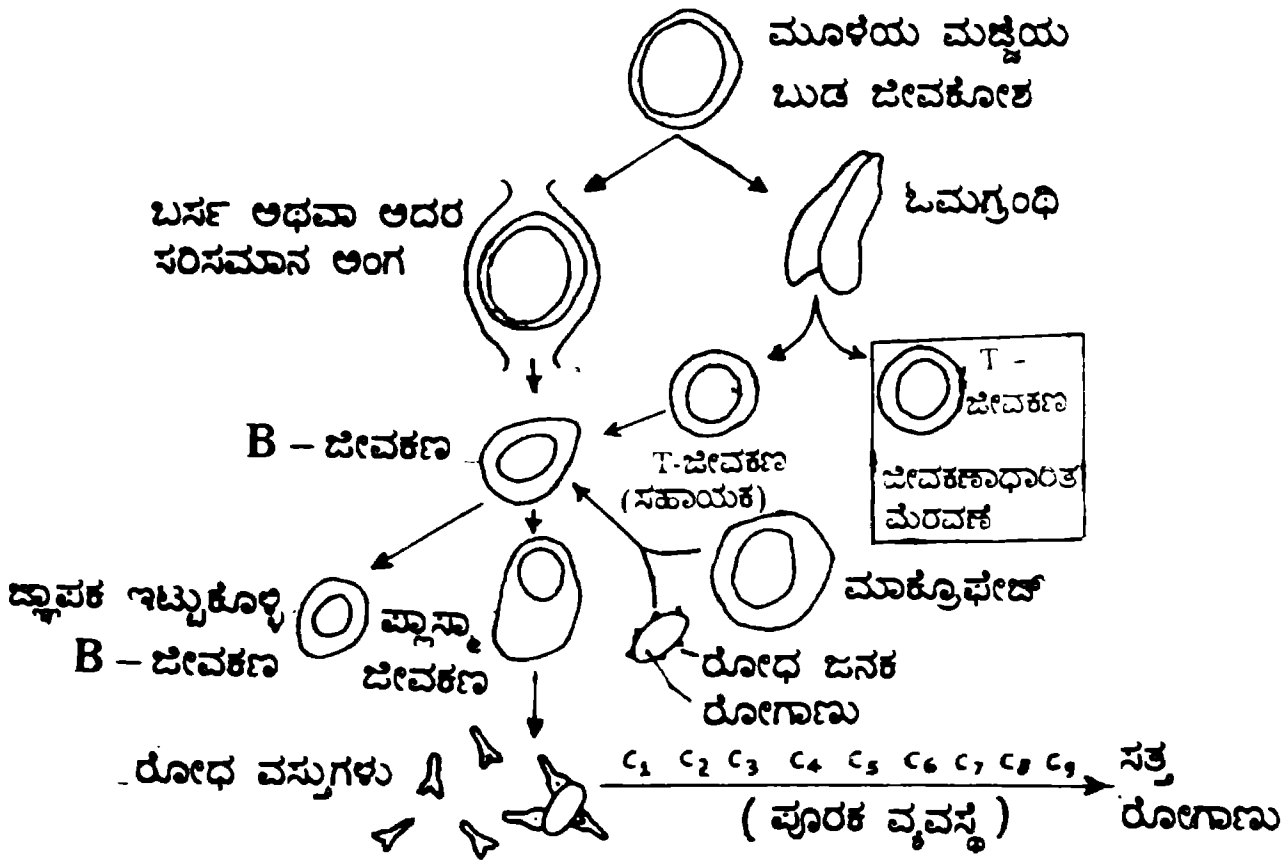 ಮೂಳೆಯ ಮಜ್ಜೆಯ
ಬುಡ ಜೀವಕೋಶ
ಬರ್ಸ ಅಥವಾ ಅದರ
ಸರಿಸಮಾನ ಅಂಗ
ಓಮಗ್ರಂಥಿ
T -
ಜೀವಕಣ
ಜೀವಕಣಾಧಾರಿತ
ಮೆರವಣೆ
B – ಜೀವಕಣ
T-ಜೀವಕಣ
(ಸಹಾಯಕ)
ಮಾಕ್ರೊಫೇಜ್
ಜ್ಞಾಪಕ ಇಟ್ಟುಕೊಳ್ಳಿ
B – ಜೀವಕಣ
ಪ್ಲಾಸ್ಮಾ
ಜೀವಕಣ
ರೋಧ ಜನಕ
ರೋಗಾಣು
ರೋಧ ವಸ್ತುಗಳು
C1 C2 C3 C4 C5 C6 C7 C8 C9
(ಪೂರಕ ವ್ಯವಸ್ಥೆ)
ಸತ್ತ
ರೋಗಾಣು